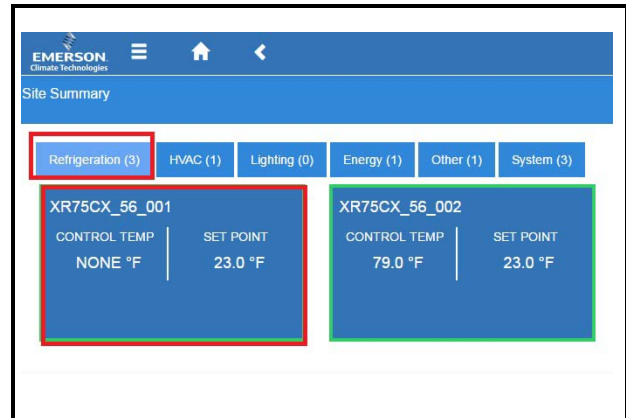 EMERSON
Climate Technologies
Site Summary
Refrigeration (3) HVAC (1) Lighting (0) Energy (1) Other (1) System (3)
XR75CX_56_001 XR75CX_56_002
CONTROL TEMP SET POINT CONTROL TEMP SET POINT
NONE °F 23.0 °F 79.0 °F 23.0 °F